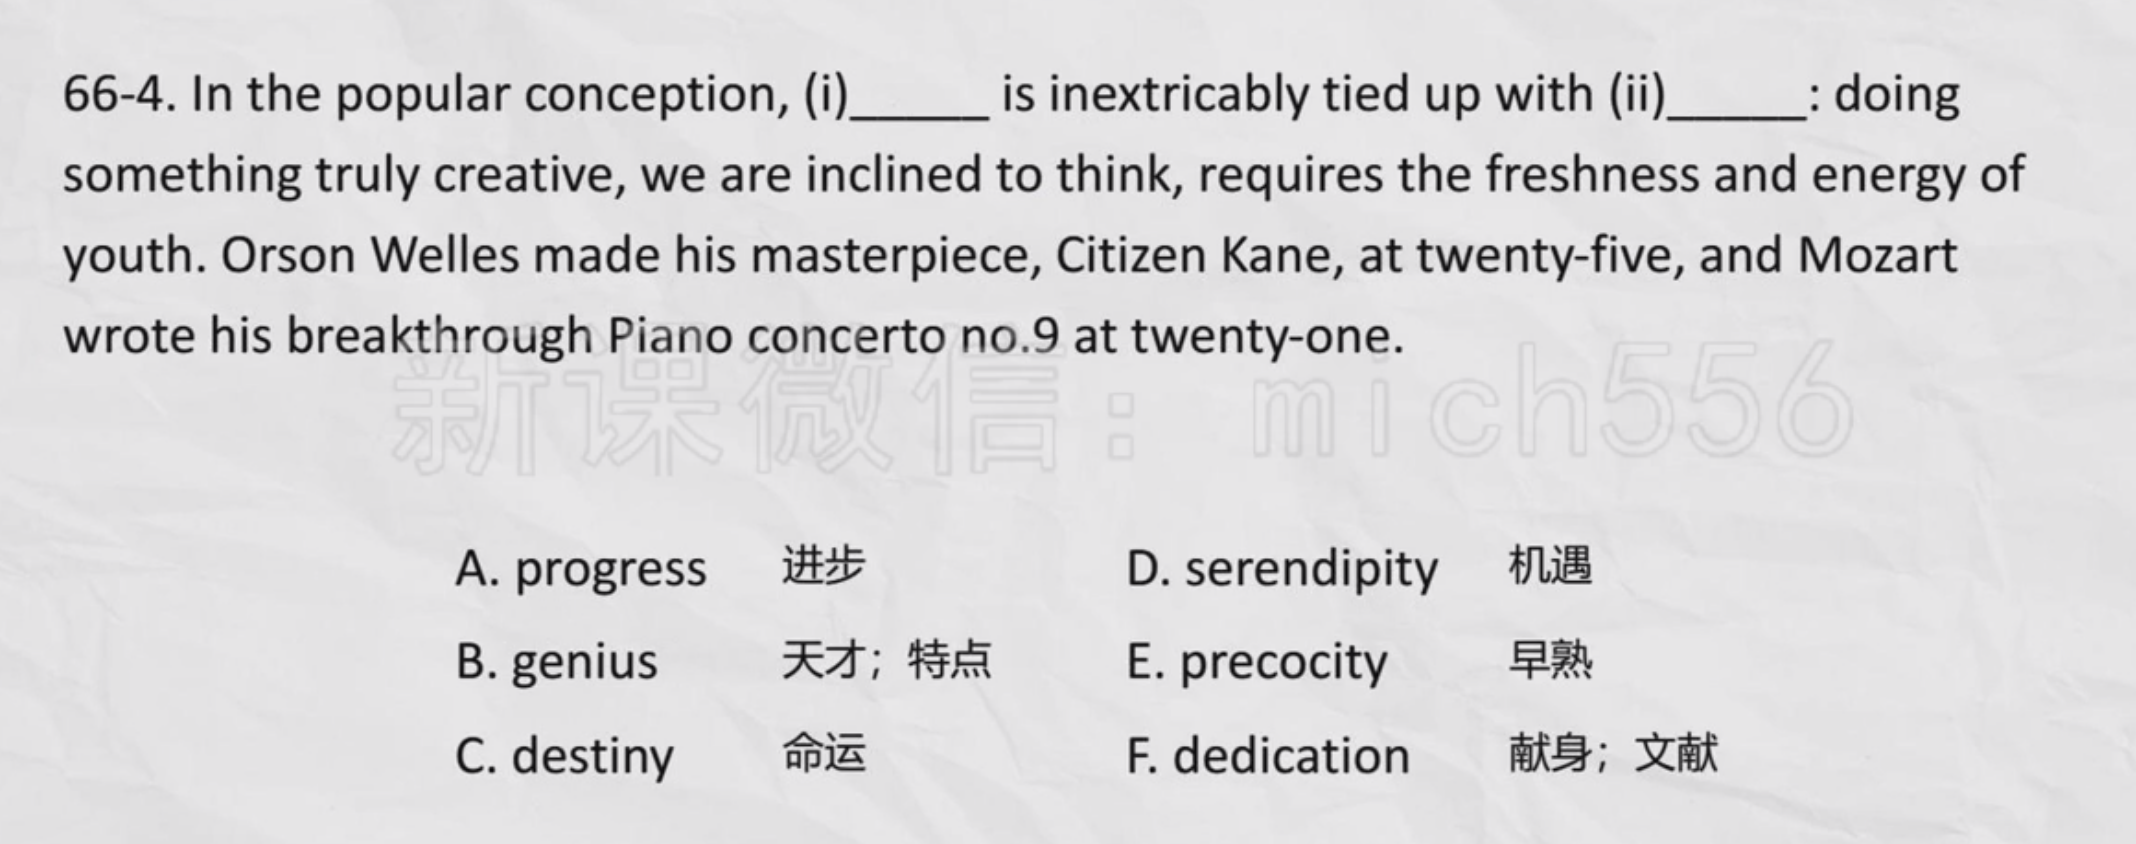 66-4. In the popular conception, (i)_____ is inextricably tied up with (ii)_____: doing
something truly creative, we are inclined to think, requires the freshness and energy of
youth. Orson Welles made his masterpiece, Citizen Kane, at twenty-five, and Mozart
wrote his breakthrough Piano concerto no.9 at twenty-one.
新课微信：mich556
A. progress 进步 D. serendipity 机遇
B. genius 天才；特点 E. precocity 早熟
C. destiny 命运 F. dedication 献身；文献